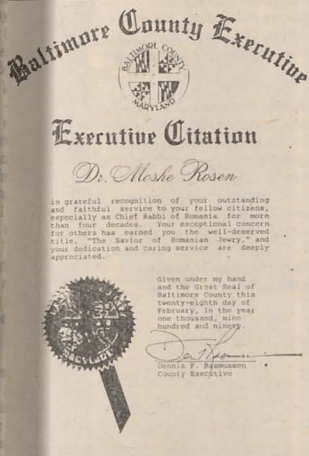 Baltimore County Executive
BALTIMORE COUNTY
MARYLAND
Executive Citation
Dr. Moshe Rosen
in grateful recognition of your outstanding
and faithful service to your fellow citizens,
especially as Chief Rabbi of Romania for more
than four decades. Your exceptional concern
for others has earned you the well-deserved
title, "The Savior of Romanian Jewry," and
your dedication and caring service are deeply
appreciated.
Given under my hand
and the Great Seal of
Baltimore County this
twenty-eighth day of
February, in the year
one thousand, nine
hundred and ninety.
Dennis F. Rasmussen
County Executive